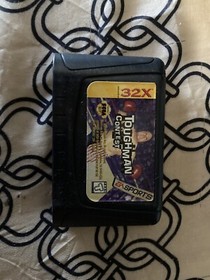 32X
TOUGHMAN
CONTEST
EA SPORTS